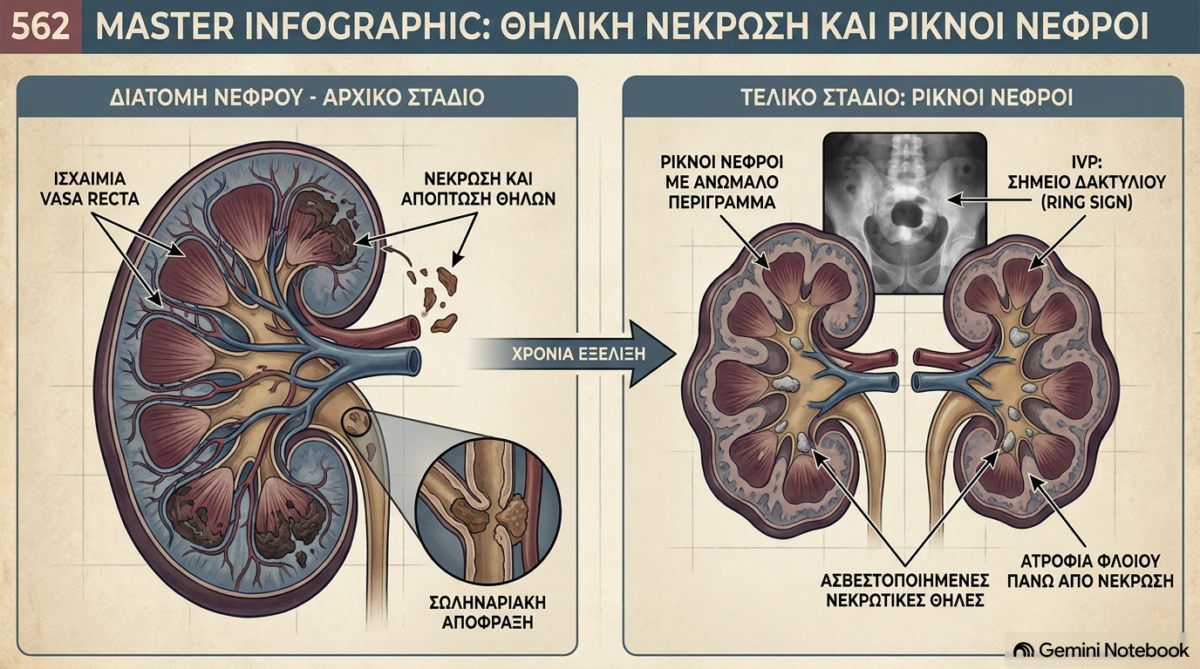 562 MASTER INFOGRAPHIC: ΘΗΛΙΚΗ ΝΕΚΡΩΣΗ ΚΑΙ ΡΙΚΝΟΙ ΝΕΦΡΟΙ
ΔΙΑΤΟΜΗ ΝΕΦΡΟΥ - ΑΡΧΙΚΟ ΣΤΑΔΙΟ
ΙΣΧΑΙΜΙΑ
VASA RECTA
ΝΕΚΡΩΣΗ ΚΑΙ
ΑΠΟΠΤΩΣΗ ΘΗΛΩΝ
ΣΩΛΗΝΑΡΙΑΚΗ
ΑΠΟΦΡΑΞΗ
ΧΡΟΝΙΑ ΕΞΕΛΙΞΗ
ΤΕΛΙΚΟ ΣΤΑΔΙΟ: ΡΙΚΝΟΙ ΝΕΦΡΟΙ
ΡΙΚΝΟΙ ΝΕΦΡΟΙ
ΜΕ ΑΝΩΜΑΛΟ
ΠΕΡΙΓΡΑΜΜΑ
IVP:
ΣΗΜΕΙΟ ΔΑΚΤΥΛΙΟΥ
(RING SIGN)
ΑΣΒΕΣΤΟΠΟΙΗΜΕΝΕΣ
ΝΕΚΡΩΤΙΚΕΣ ΘΗΛΕΣ
ΑΤΡΟΦΙΑ ΦΛΟΙΟΥ
ΠΑΝΩ ΑΠΟ ΝΕΚΡΩΣΗ
Gemini Notebook